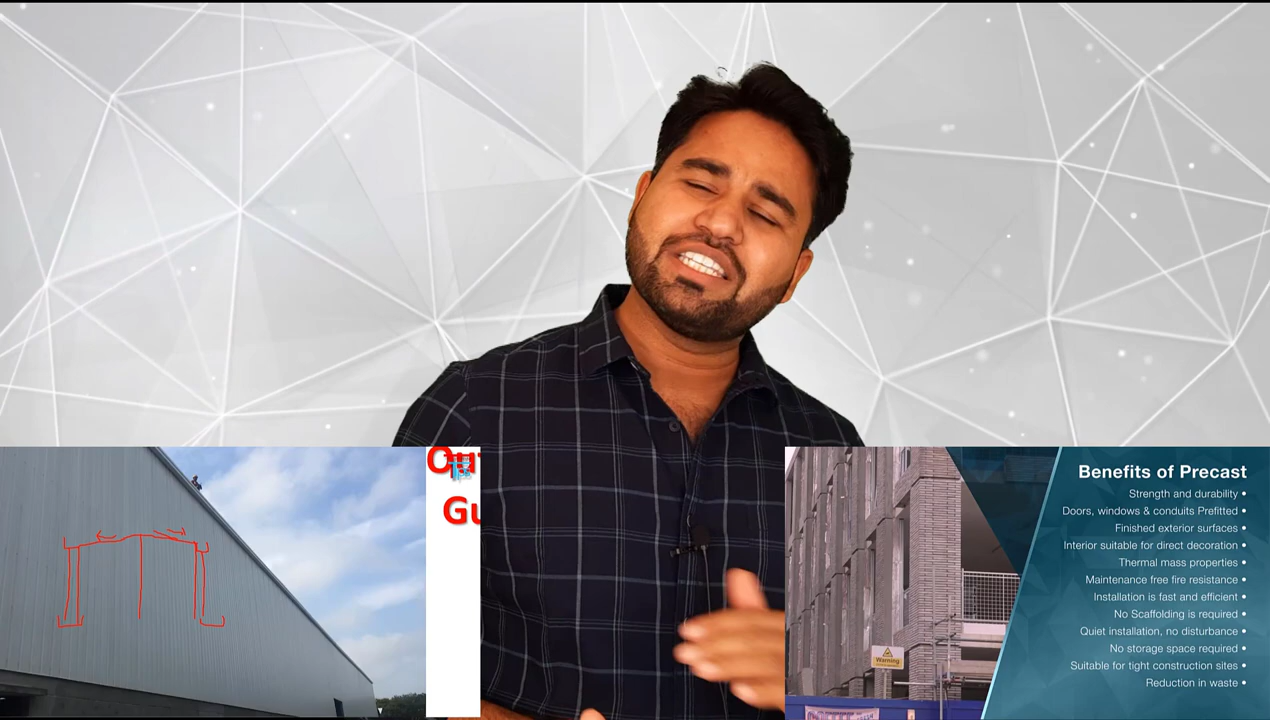 Benefits of Precast
Strength and durability •
Doors, windows & conduits Prefitted •
Finished exterior surfaces •
Interior suitable for direct decoration •
Thermal mass properties •
Maintenance free fire resistance •
Installation is fast and efficient •
No Scaffolding is required •
Quiet installation, no disturbance •
No storage space required •
Suitable for tight construction sites •
Reduction in waste •
Warning